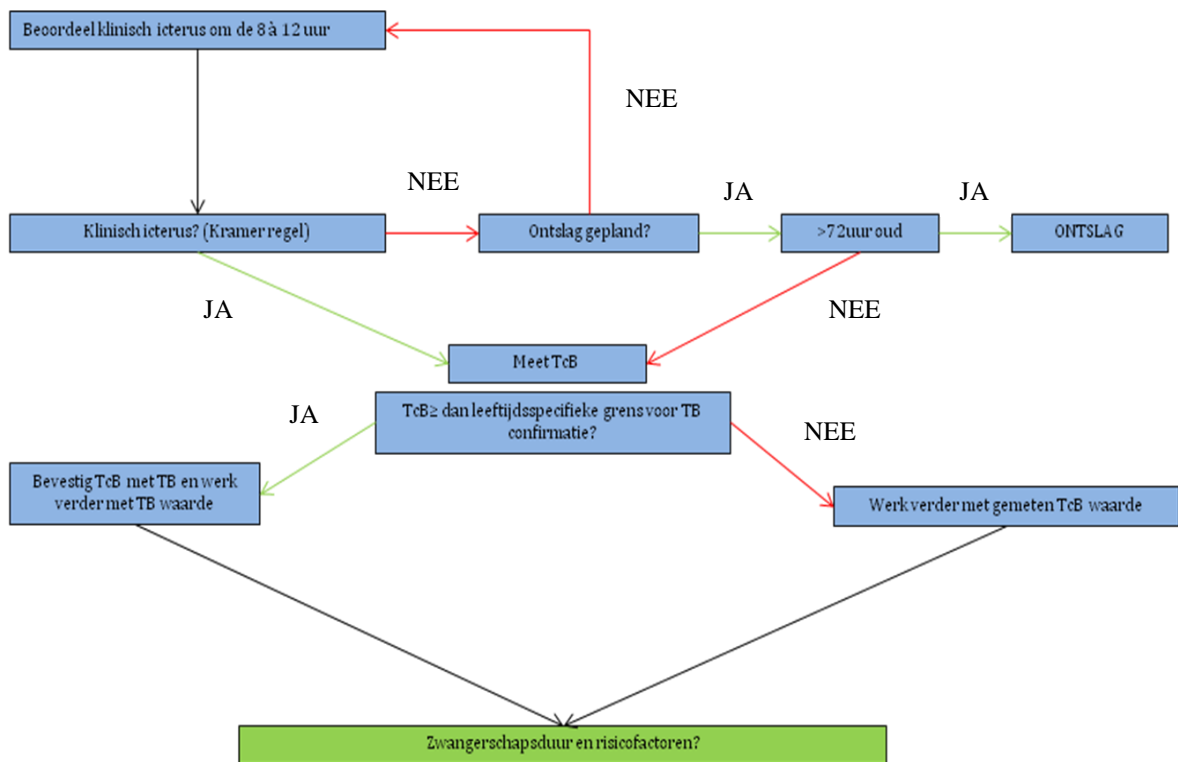 Beoordeel klinisch icterus om de 8 à 12 uur
NEE
NEE
JA
JA
Klinisch icterus? (Kramer regel)
Ontslag gepland?
>72uur oud
ONTSLAG
JA
NEE
Meet TcB
JA
TcB≥ dan leeftijdsspecifieke grens voor TB
confirmatie?
NEE
Bevestig TcB met TB en werk
verder met TB waarde
Werk verder met gemeten TcB waarde
Zwangerschapsduur en risicofactoren?